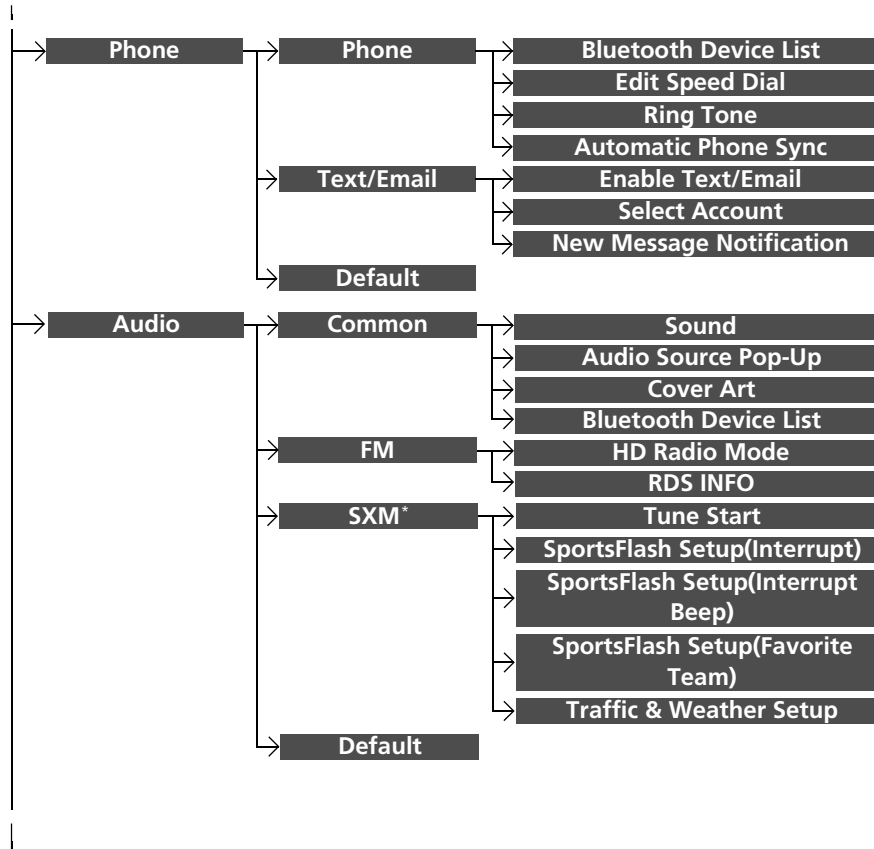 Phone
Phone
Bluetooth Device List
Edit Speed Dial
Ring Tone
Automatic Phone Sync
Text/Email
Enable Text/Email
Select Account
New Message Notification
Default
Audio
Common
Sound
Audio Source Pop-Up
Cover Art
Bluetooth Device List
FM
HD Radio Mode
RDS INFO
SXM*
Tune Start
SportsFlash Setup(Interrupt)
SportsFlash Setup(Interrupt
Beep)
SportsFlash Setup(Favorite
Team)
Traffic & Weather Setup
Default